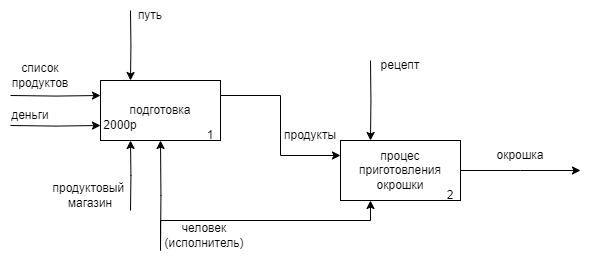 путь
список
продуктов
деньги
подготовка
2000р
1
продуктовый
магазин
продукты
человек
(исполнитель)
рецепт
процес
приготовления
окрошки
2
окрошка